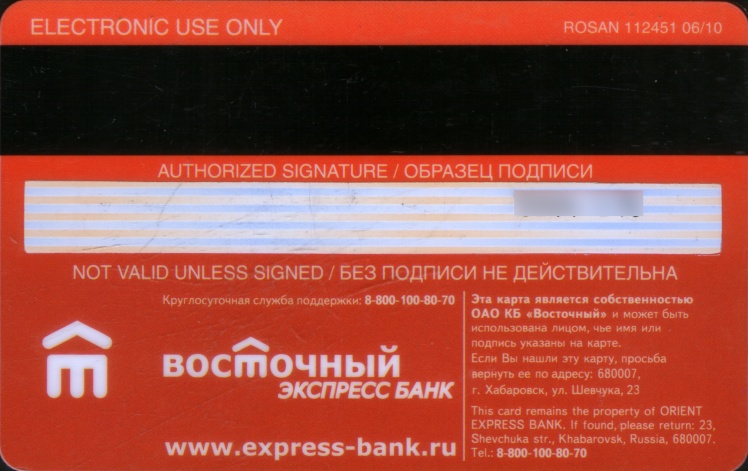 ELECTRONIC USE ONLY
ROSAN 112451 06/10
AUTHORIZED SIGNATURE / ОБРАЗЕЦ ПОДПИСИ
NOT VALID UNLESS SIGNED / БЕЗ ПОДПИСИ НЕ ДЕЙСТВИТЕЛЬНА
Круглосуточная служба поддержки: 8-800-100-80-70
ВОСТОЧНЫЙ
ЭКСПРЕСС БАНК
www.express-bank.ru
Эта карта является собственностью
ОАО КБ «Восточный» и может быть
использована лицом, чье имя или
подпись указаны на карте.
Если Вы нашли эту карту, просьба
вернуть ее по адресу: 680007,
г. Хабаровск, ул. Шевчука, 23
This card remains the property of ORIENT
EXPRESS BANK. If found, please return: 23,
Shevchuka str., Khabarovsk, Russia, 680007.
Tel.: 8-800-100-80-70